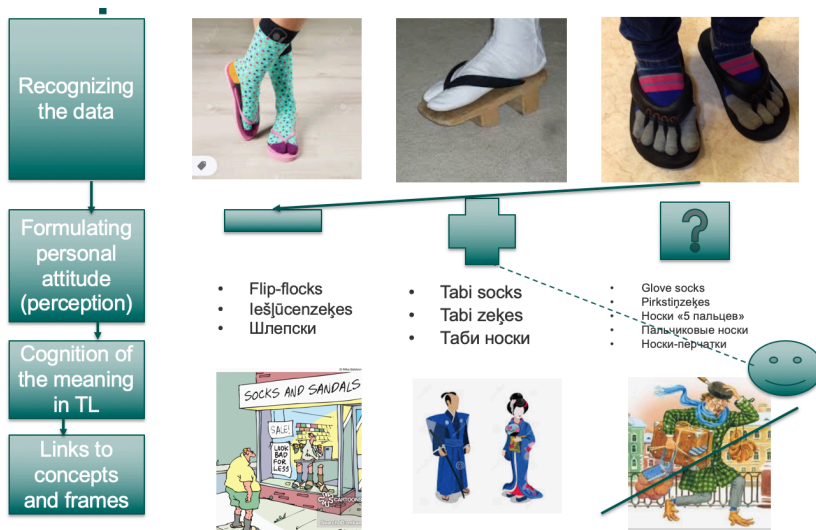 Recognizing
the data
Formulating
personal
attitude
(perception)
Cognition of
the meaning
in TL
Links to
concepts
and frames
?
• Flip-flocks
• Iešļūcenzeķes
• Шлепски
• Tabi socks
• Tabi zeķes
• Таби носки
• Glove socks
• Pirkstiņzeķes
• Носки «5 пальцев»
• Пальчиковые носки
• Носки-перчатки
SOCKS AND SANDALS
SALE!
LOOK
BAD
FOR
LESS